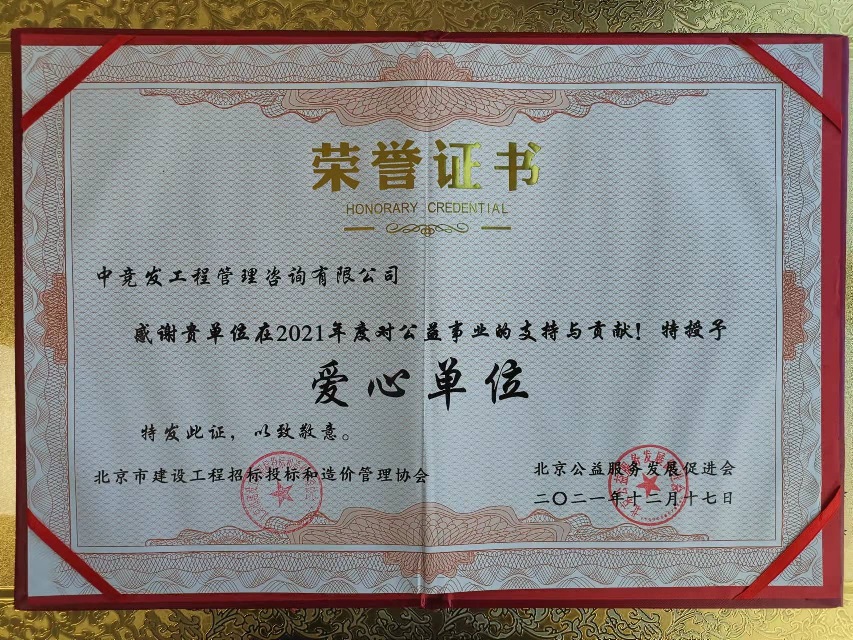 荣誉证书
HONORARY CREDENTIAL
中竞发工程管理咨询有限公司
感谢贵单位在2021年度对公益事业的支持与贡献！特授予
爱心单位
特发此证，以致敬意。
北京市建设工程招标投标和造价管理协会
北京公益服务发展促进会
二〇二一年十二月十七日